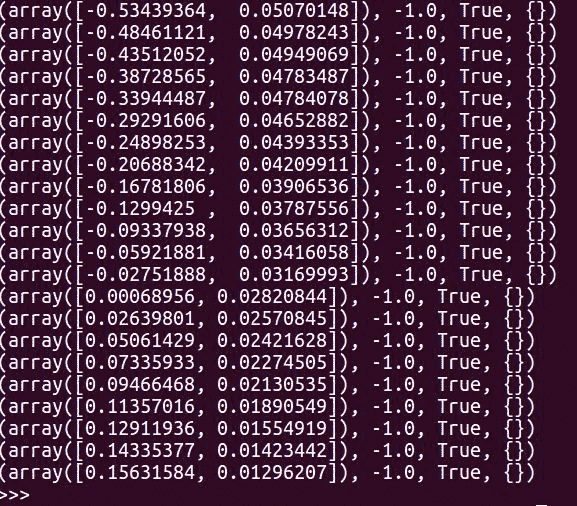 (array([-0.53439364,  0.05070148]), -1.0, True, {})
(array([-0.48461121,  0.04978243]), -1.0, True, {})
(array([-0.43512052,  0.04949069]), -1.0, True, {})
(array([-0.38728565,  0.04783487]), -1.0, True, {})
(array([-0.33944487,  0.04784078]), -1.0, True, {})
(array([-0.29291606,  0.04652882]), -1.0, True, {})
(array([-0.24898253,  0.04393353]), -1.0, True, {})
(array([-0.20688342,  0.04209911]), -1.0, True, {})
(array([-0.16781806,  0.03906536]), -1.0, True, {})
(array([-0.1299425 ,  0.03787556]), -1.0, True, {})
(array([-0.09337938,  0.03656312]), -1.0, True, {})
(array([-0.05921881,  0.03416058]), -1.0, True, {})
(array([-0.02751888,  0.03169993]), -1.0, True, {})
(array([0.00068956, 0.02820844]), -1.0, True, {})
(array([0.02639801, 0.02570845]), -1.0, True, {})
(array([0.05061429, 0.02421628]), -1.0, True, {})
(array([0.07335933, 0.02274505]), -1.0, True, {})
(array([0.09466468, 0.02130535]), -1.0, True, {})
(array([0.11357016, 0.01890549]), -1.0, True, {})
(array([0.12911936, 0.01554919]), -1.0, True, {})
(array([0.14335377, 0.01423442]), -1.0, True, {})
(array([0.15631584, 0.01296207]), -1.0, True, {})
>>>